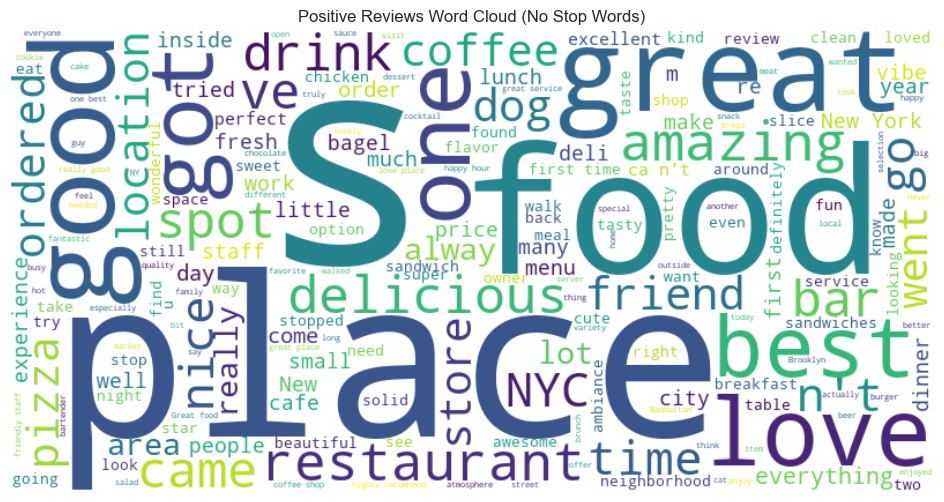 Positive Reviews Word Cloud (No Stop Words)
everyone
cookie
cake
eat
one best
guy
really good
NY
feel
needed
fantastic
good
ordered
location
wonderful
got
inside
tried
perfect
fresh
sweet
space
work
drink
ve
chicken
order
chocolate
different
open
sauce
visit
truly
dessert
cocktail
lovely
love place
happy hour
coffee
bagel
much
little
option
one
lunch
great service
dog
found
flavor
deli
first time
excellent
kind
review
clean
loved
great
taste
m
shop
re
slice
wanted
took
meat
happy
snack
bread
vibe
year
New York
make
amazing
ca n't
around
S
food
spot
staff
price
alway
walk
back
meal
many
menu
special
tasty
another
even
home
pretty
definitely
fun
local
selection
never
big
go
know
made
looking
went
first
service
outside
want
still
day
way
quality
busy
hot
family
especially
find
u
favorite
walked
sandwich
super
owner
server
thing
experience
take
try
delicious
friend
bar
sandwiches
better
today
cute
variety
place
pizza
market
bit
say
stop
well
night
nice
really
stopped
come
great place
long
small
need
New
cafe
solid
store
NYC
lot
right
ambiance
city
best
n't
Brooklyn
breakfast
actually
burger
table
Manhattan
beer
dinner
friendly staff
bartender
Great food
star
area
people
beautiful
see
awesome
brunch
going
look
salad
came
restaurant
coffee shop
highly recommend
atmosphere
offer
street
time
neighborhood
think
item
cat
enjoy
love
everything
enjoyed
two